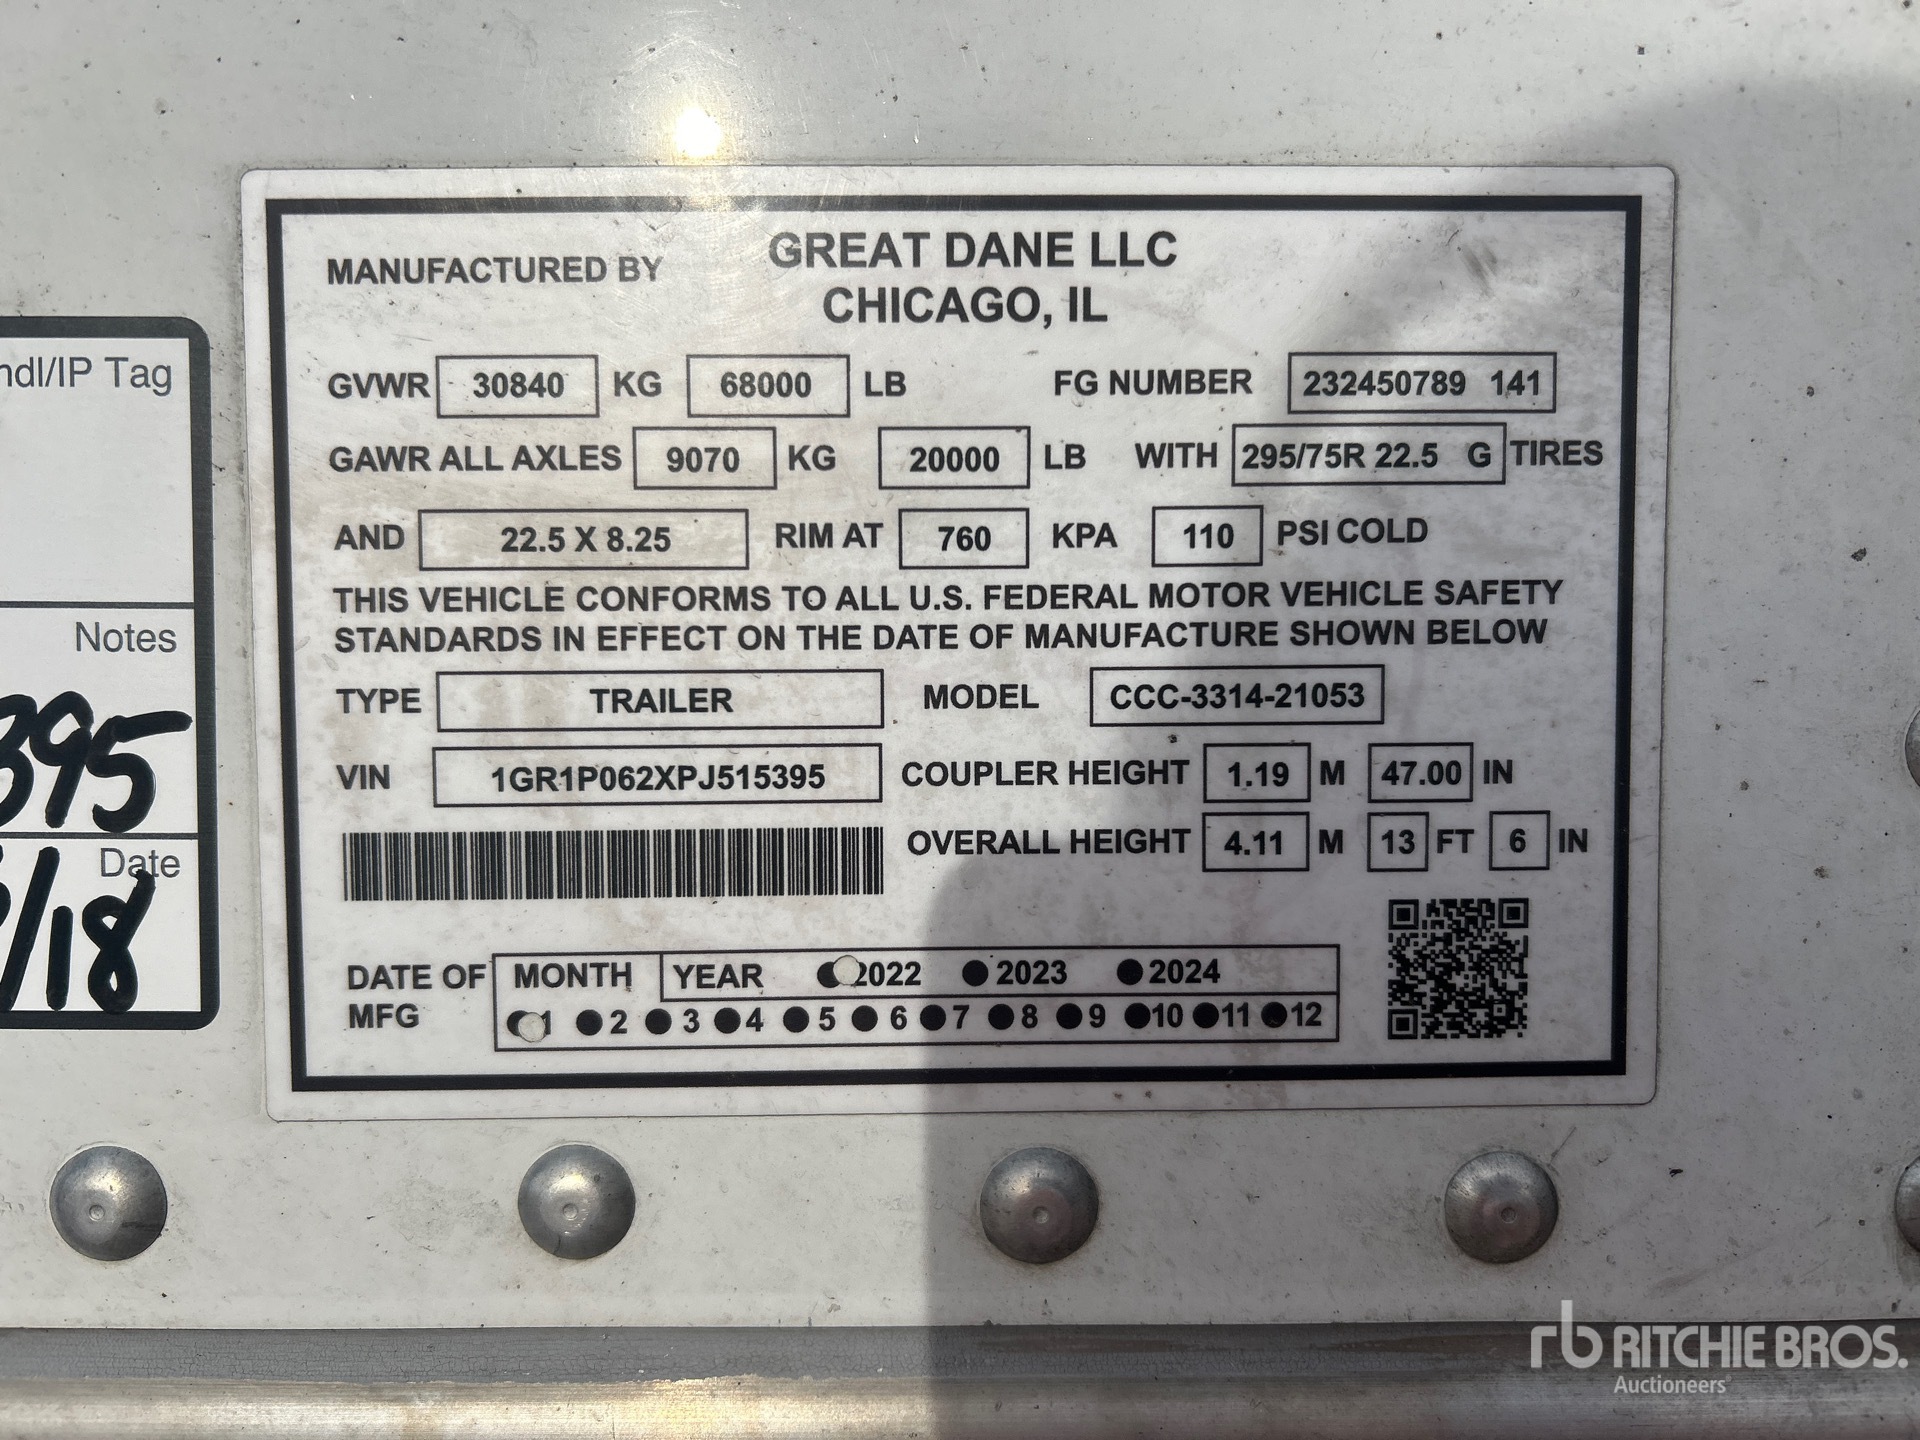 MANUFACTURED BY GREAT DANE LLC
CHICAGO, IL
GVWR 30840 KG 68000 LB FG NUMBER 232450789 141
GAWR ALL AXLES 9070 KG 20000 LB WITH 295/75R 22.5 G TIRES
AND 22.5 X 8.25 RIM AT 760 KPA 110 PSI COLD
THIS VEHICLE CONFORMS TO ALL U.S. FEDERAL MOTOR VEHICLE SAFETY
STANDARDS IN EFFECT ON THE DATE OF MANUFACTURE SHOWN BELOW
TYPE TRAILER MODEL CCC-3314-21053
VIN 1GR1P062XPJ515395 COUPLER HEIGHT 1.19 M 47.00 IN
OVERALL HEIGHT 4.11 M 13 FT 6 IN
DATE OF MFG
MONTH YEAR 2022 2023 2024
1 2 3 4 5 6 7 8 9 10 11 12
ndl/IP Tag
Notes
395
Date
/18
rb RITCHIE BROS.
Auctioneers